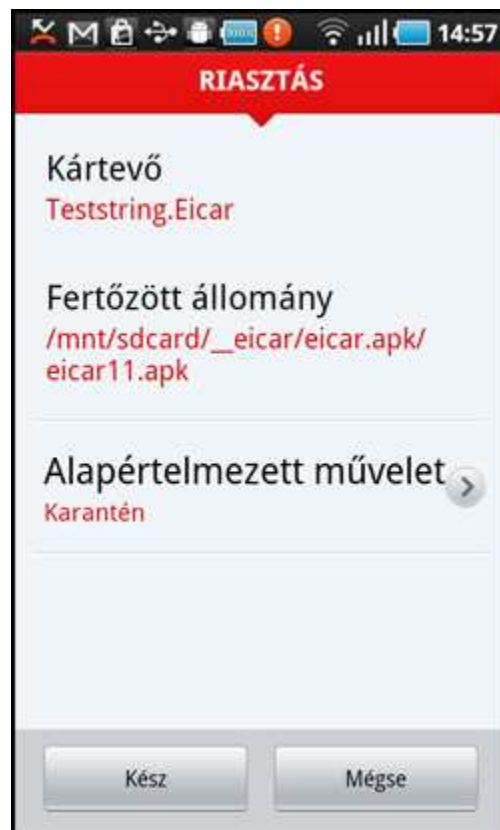 14:57
RIASZTÁS
Kártevő
Teststring.Eicar
Fertőzött állomány
/mnt/sdcard/__eicar/eicar.apk/
eicar11.apk
Alapértelmezett művelet
Karantén
Kész
Mégse